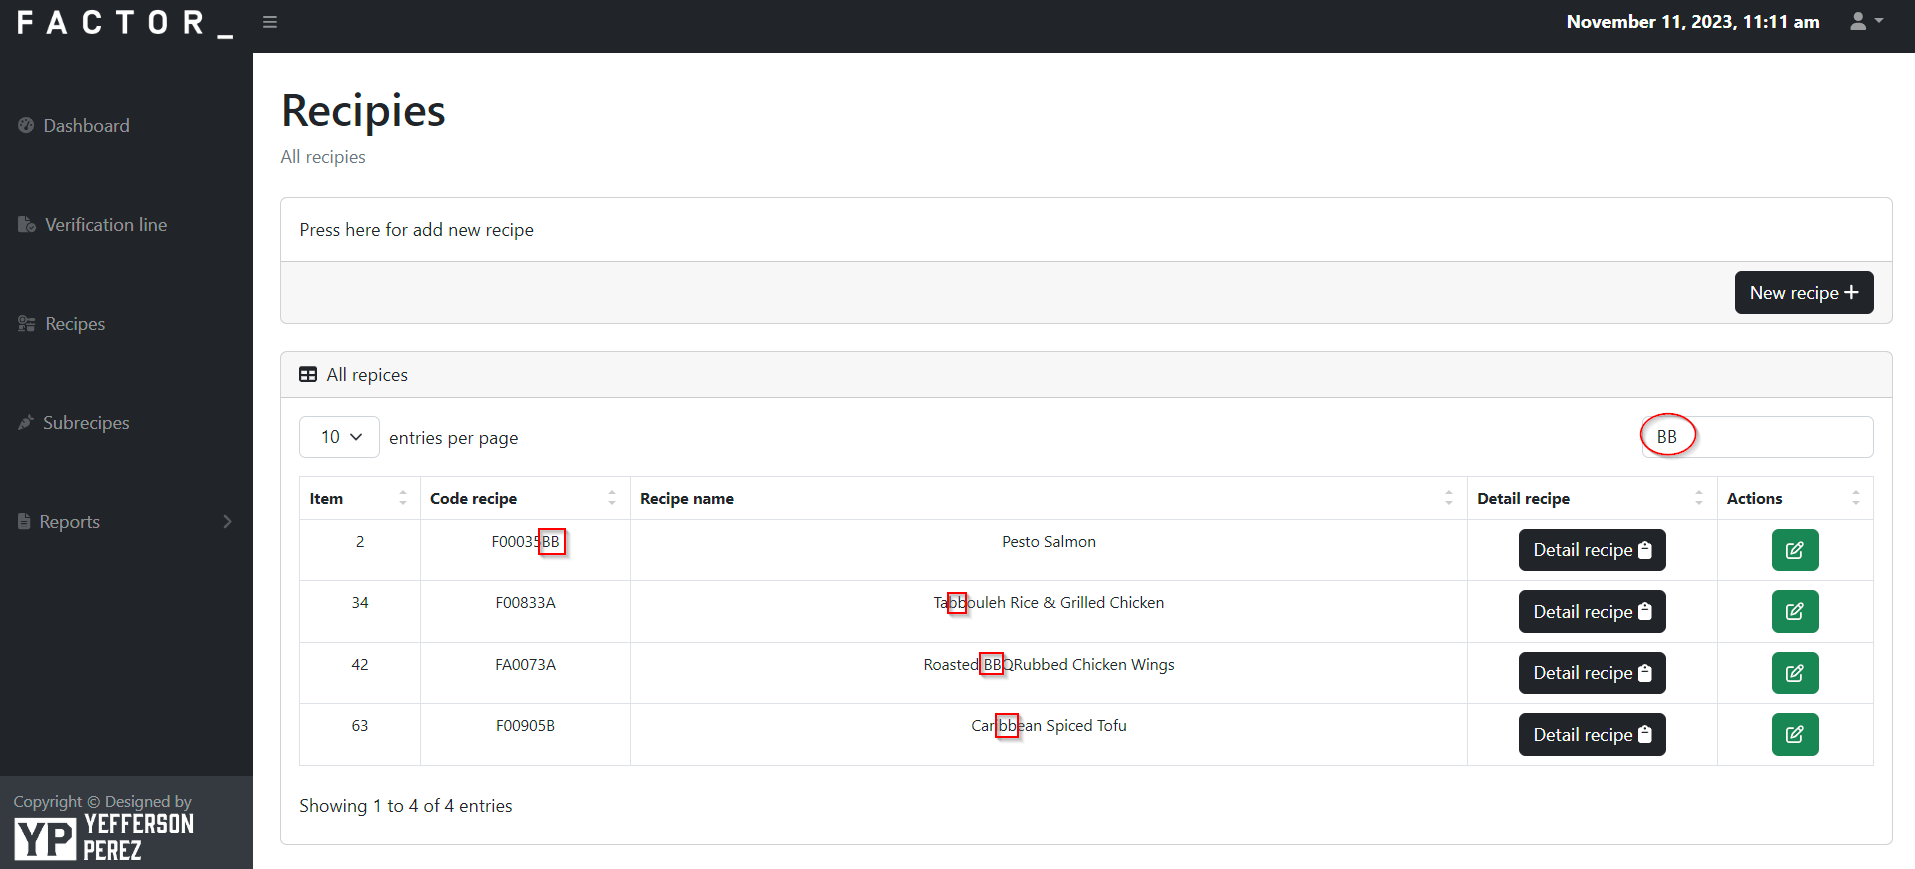 FACTOR_
November 11, 2023, 11:11 am
Dashboard
Verification line
Recipes
Subrecipes
Reports
Copyright © Designed by
YP YEFFERSON
PEREZ
Recipies
All recipies
Press here for add new recipe
New recipe +
All repices
10 entries per page
BB
Item Code recipe Recipe name Detail recipe Actions
2 F00035BB Pesto Salmon Detail recipe
34 F00833A Tabbouleh Rice & Grilled Chicken Detail recipe
42 FA0073A Roasted BBQRubbed Chicken Wings Detail recipe
63 F00905B Caribbean Spiced Tofu Detail recipe
Showing 1 to 4 of 4 entries